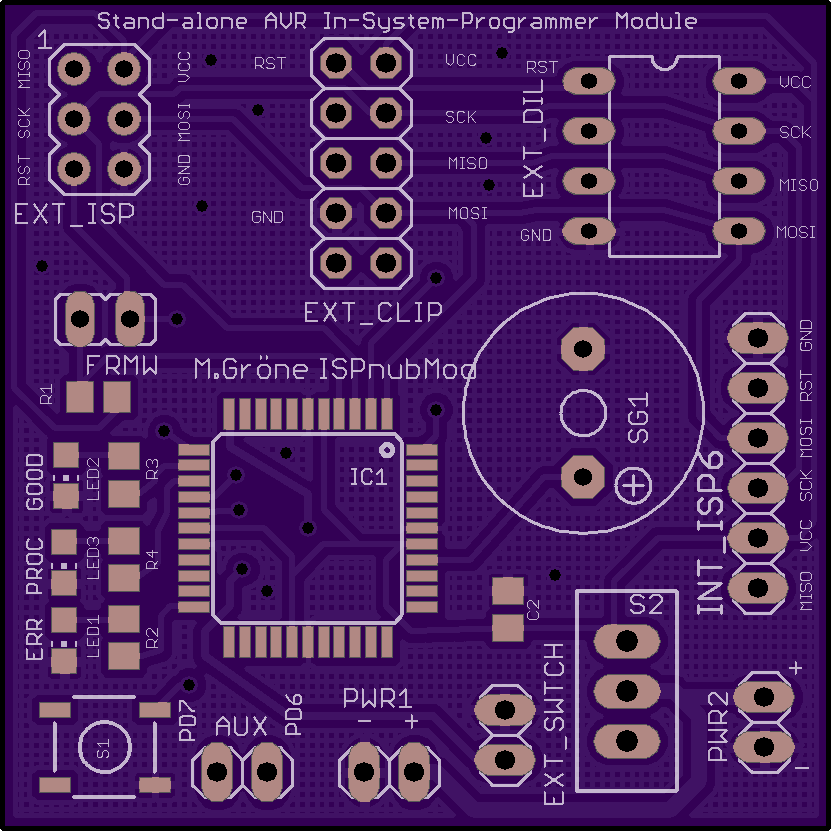 Stand-alone AVR In-System-Programmer Module
1
MISO
SCK
RST
VCC
MOSI
GND
EXT_ISP
RST
GND
VCC
SCK
MISO
MOSI
EXT_CLIP
RST
GND
EXT_DIL
VCC
SCK
MISO
MOSI
FRMW
R1
M.Gröne ISPnubMod
IC1
SG1
+
INT_ISP6
GND
RST
MOSI
SCK
VCC
MISO
GOOD
LED2
R3
PROC
LED3
R4
ERR
LED1
R2
C2
S2
EXT_SWTCH
S1
PD7
AUX
PD6
PWR1
- +
PWR2
+
-